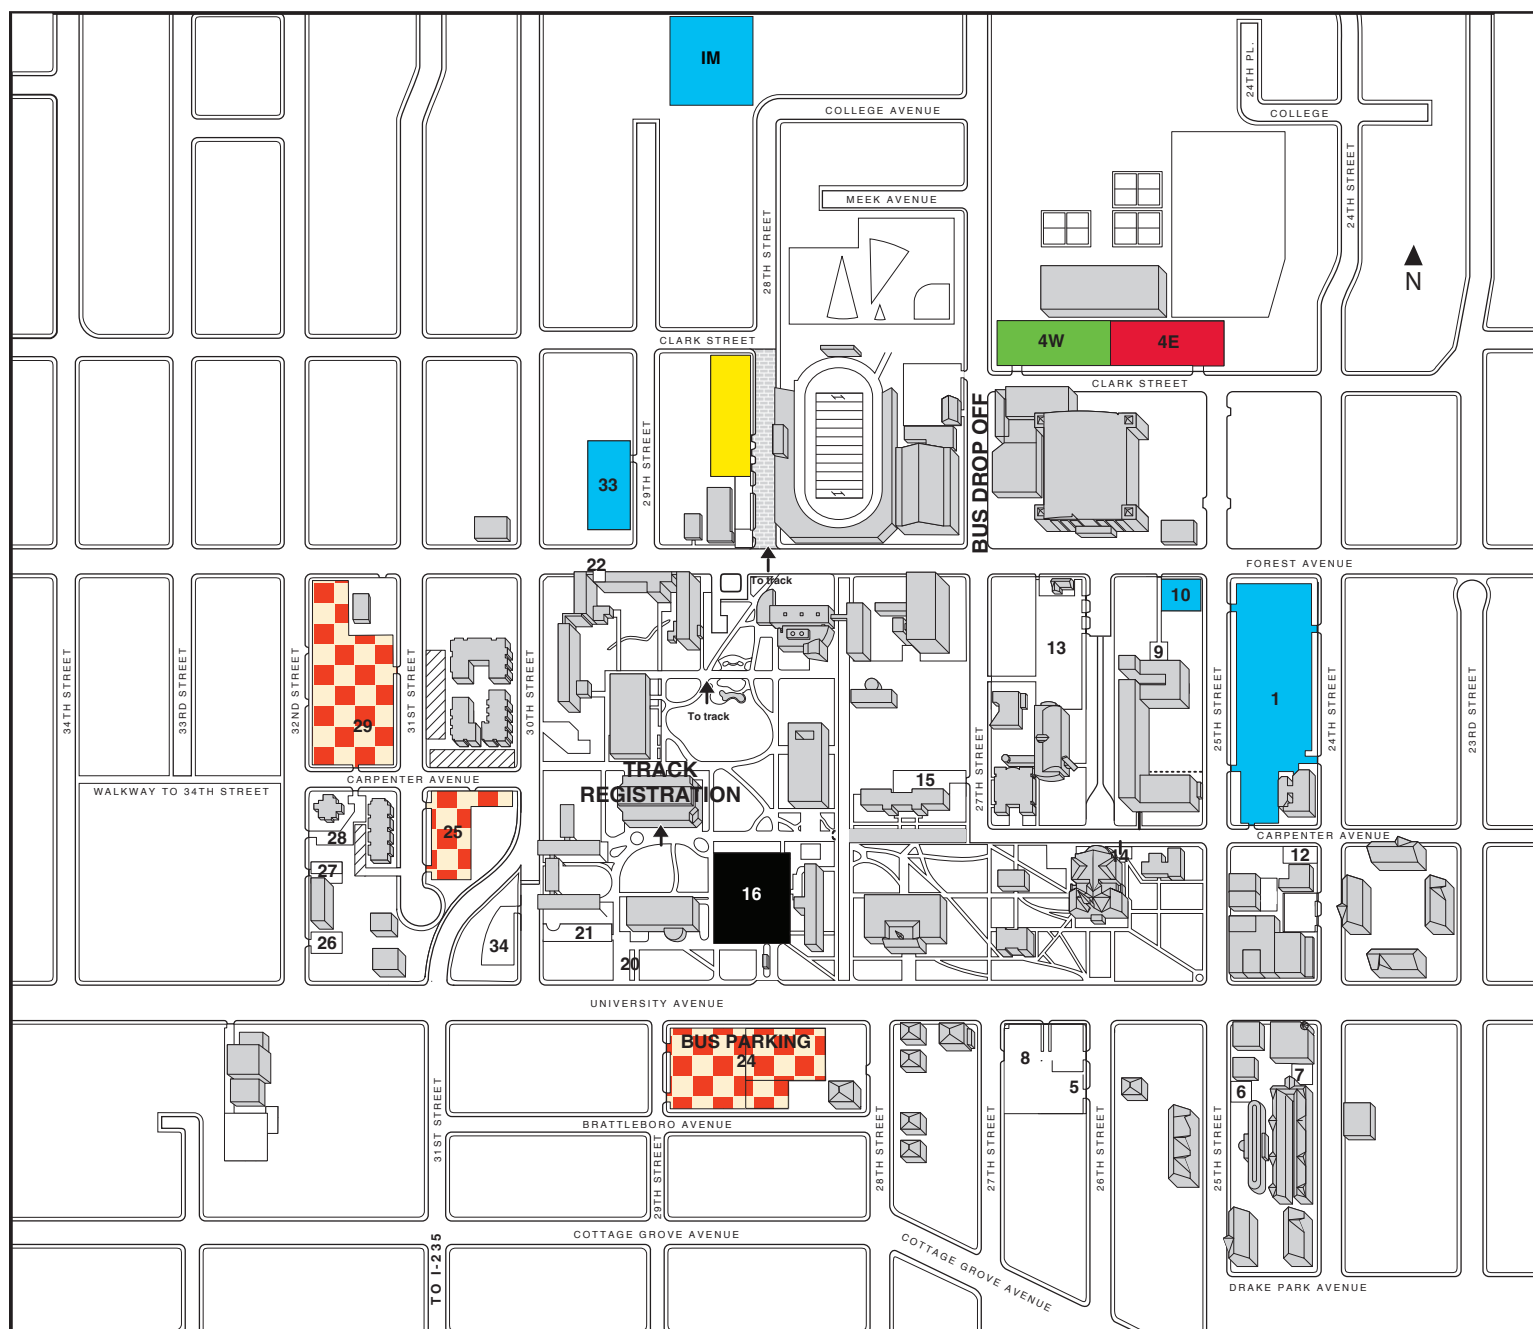 IM
COLLEGE AVENUE
24TH PL.
COLLEGE
MEEK AVENUE
28TH STREET
24TH STREET
N
CLARK STREET
4W
4E
CLARK STREET
BUS DROP OFF
29TH STREET
33
22
To track
FOREST AVENUE
10
34TH STREET
33RD STREET
32ND STREET
29
31ST STREET
30TH STREET
To track
13
9
25TH STREET
1
24TH STREET
23RD STREET
27TH STREET
TRACK
REGISTRATION
CARPENTER AVENUE
WALKWAY TO 34TH STREET
15
28
25
CARPENTER AVENUE
14
12
27
16
26
34
21
20
UNIVERSITY AVENUE
BUS PARKING
24
8
5
7
6
31ST STREET
BRATTLEBORO AVENUE
29TH STREET
28TH STREET
27TH STREET
26TH STREET
25TH STREET
COTTAGE GROVE AVENUE
COTTAGE GROVE AVENUE
TO I-235
DRAKE PARK AVENUE